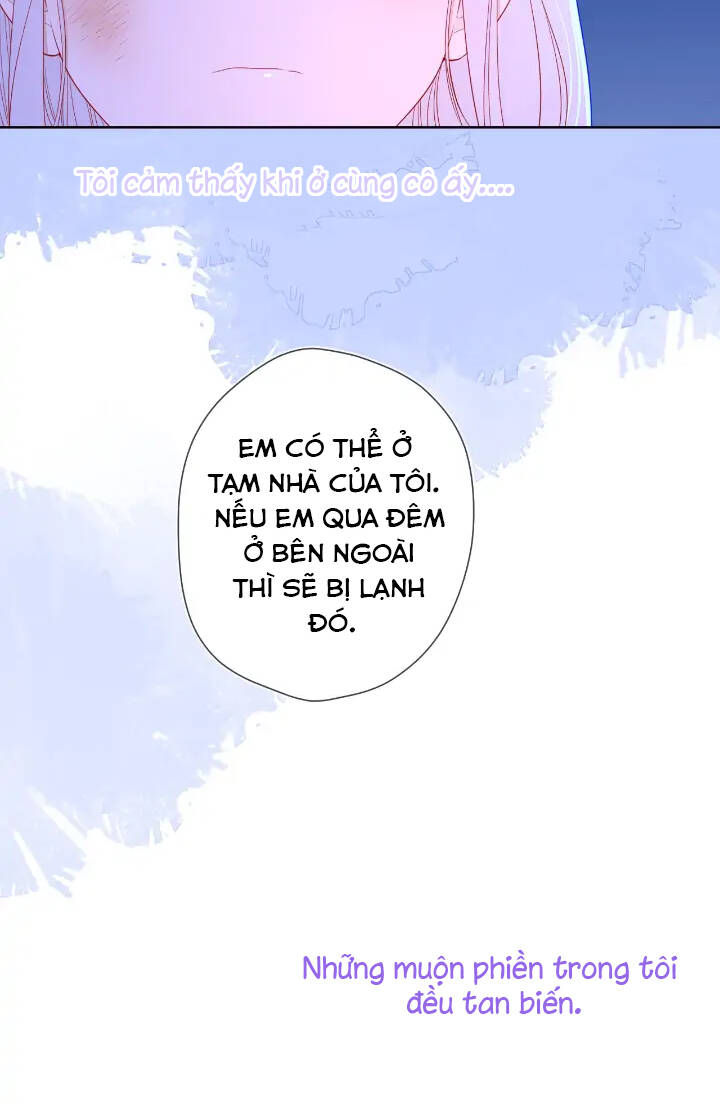 Tôi cảm thấy khi ở cùng cô ấy....
EM CÓ THỂ Ở
TẠM NHÀ CỦA TÔI.
NẾU EM QUA ĐÊM
Ở BÊN NGOÀI
THÌ SẼ BỊ LẠNH
ĐÓ.
Những muộn phiền trong tôi
đều tan biến.